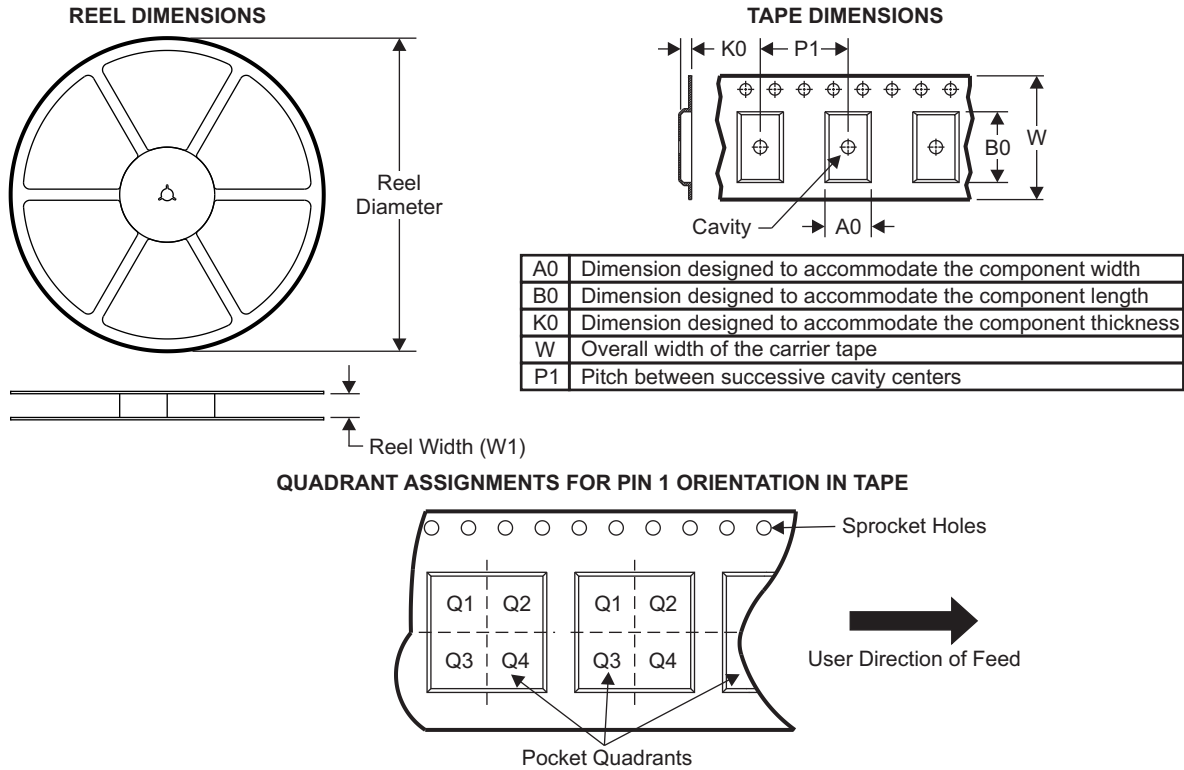 REEL DIMENSIONS
TAPE DIMENSIONS
K0
P1
Reel
Diameter
B0
W
Cavity
A0
A0 Dimension designed to accommodate the component width
B0 Dimension designed to accommodate the component length
K0 Dimension designed to accommodate the component thickness
W Overall width of the carrier tape
P1 Pitch between successive cavity centers
Reel Width (W1)
QUADRANT ASSIGNMENTS FOR PIN 1 ORIENTATION IN TAPE
Sprocket Holes
Q1 Q2 Q1 Q2
Q3 Q4 Q3 Q4
User Direction of Feed
Pocket Quadrants